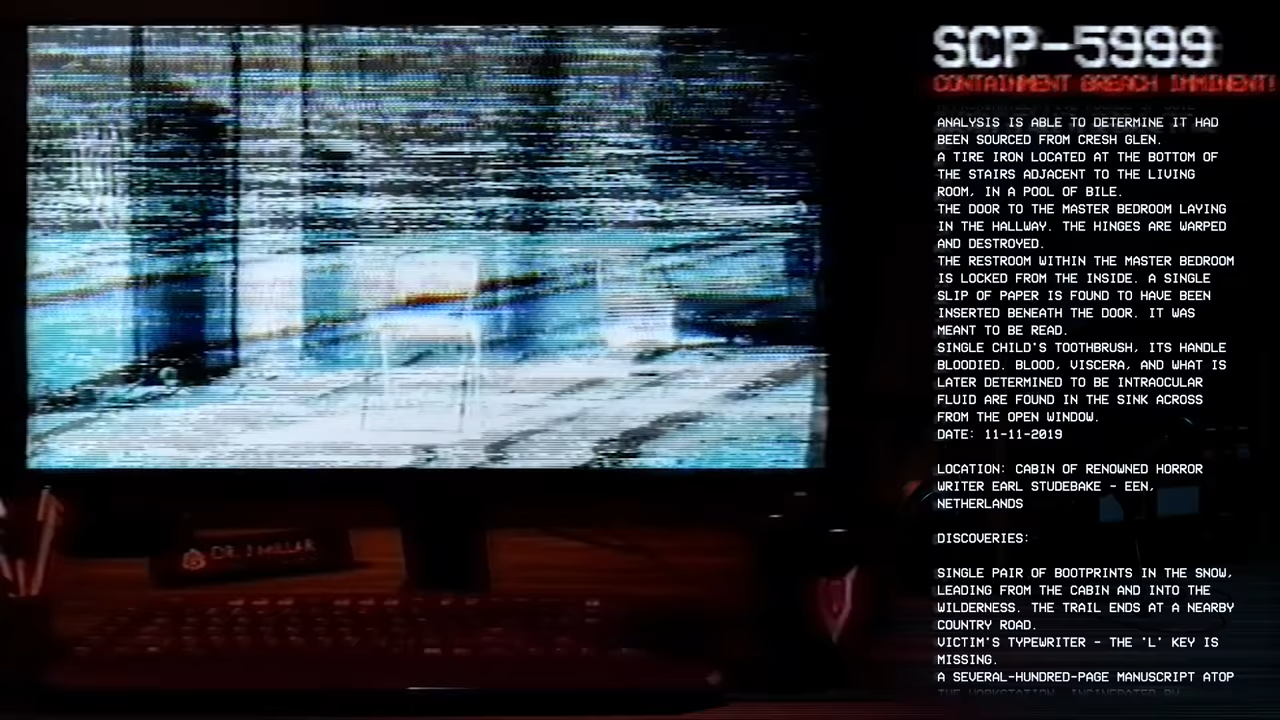 SCP-5999
CONTAINMENT BREACH IMMINENT!
ANALYSIS IS ABLE TO DETERMINE IT HAD
BEEN SOURCED FROM CRESH GLEN.
A TIRE IRON LOCATED AT THE BOTTOM OF
THE STAIRS ADJACENT TO THE LIVING
ROOM, IN A POOL OF BILE.
THE DOOR TO THE MASTER BEDROOM LAYING
IN THE HALLWAY. THE HINGES ARE WARPED
AND DESTROYED.
THE RESTROOM WITHIN THE MASTER BEDROOM
IS LOCKED FROM THE INSIDE. A SINGLE
SLIP OF PAPER IS FOUND TO HAVE BEEN
INSERTED BENEATH THE DOOR. IT WAS
MEANT TO BE READ.
SINGLE CHILD'S TOOTHBRUSH, ITS HANDLE
BLOODIED. BLOOD, VISCERA, AND WHAT IS
LATER DETERMINED TO BE INTRAOCULAR
FLUID ARE FOUND IN THE SINK ACROSS
FROM THE OPEN WINDOW.
DATE: 11-11-2019
LOCATION: CABIN OF RENOWNED HORROR
WRITER EARL STUDEBAKE - EEN,
NETHERLANDS
DISCOVERIES:
SINGLE PAIR OF BOOTPRINTS IN THE SNOW,
LEADING FROM THE CABIN AND INTO THE
WILDERNESS. THE TRAIL ENDS AT A NEARBY
COUNTRY ROAD.
VICTIM'S TYPEWRITER - THE 'L' KEY IS
MISSING.
A SEVERAL-HUNDRED-PAGE MANUSCRIPT ATOP
THE WORKSTATION, INCINERATED BY
DR. J MILLAR